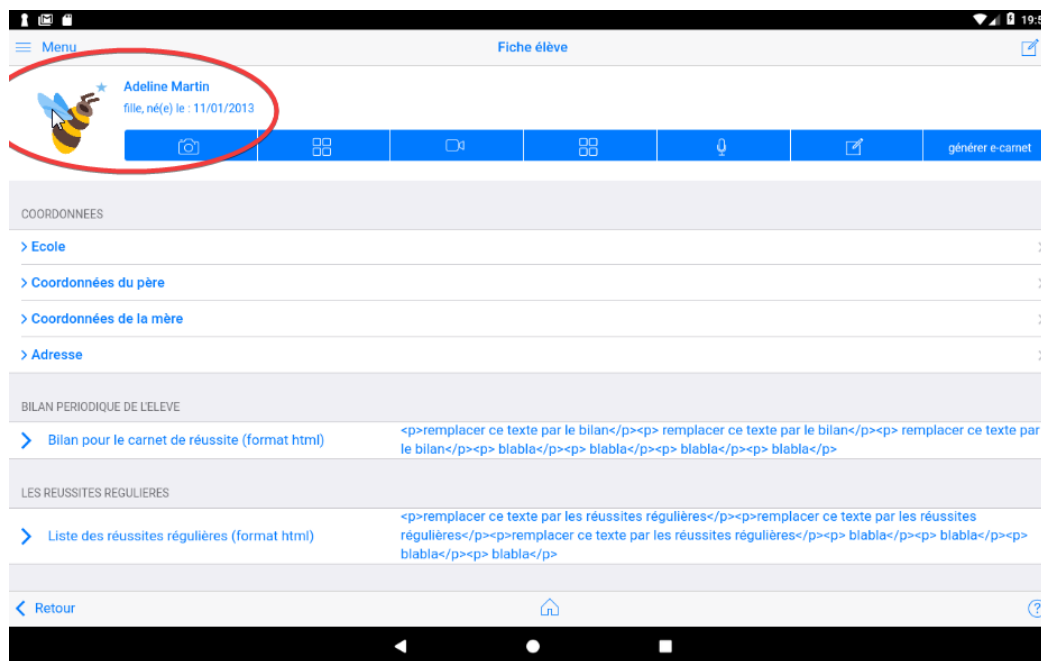 19:5
Menu
Fiche élève
Adeline Martin
fille, né(e) le : 11/01/2013
générer e-carnet
COORDONNEES
> Ecole
> Coordonnées du père
> Coordonnées de la mère
> Adresse
BILAN PERIODIQUE DE L'ELEVE
Bilan pour le carnet de réussite (format html)
<p>remplacer ce texte par le bilan</p><p> remplacer ce texte par le bilan</p><p> remplacer ce texte par
le bilan</p><p> blabla</p><p> blabla</p><p> blabla</p><p> blabla</p>
LES REUSSITES REGULIERES
Liste des réussites régulières (format html)
<p>remplacer ce texte par les réussites régulières</p><p>remplacer ce texte par les réussites
régulières</p><p>remplacer ce texte par les réussites régulières</p><p> blabla</p><p> blabla</p><p>
blabla</p><p> blabla</p>
Retour